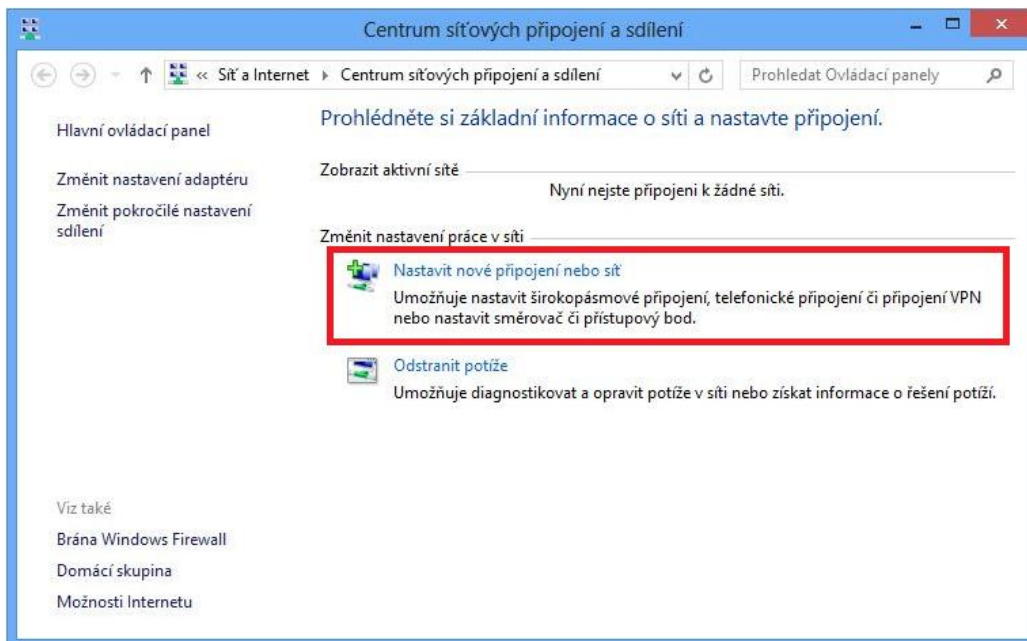 Centrum síťových připojení a sdílení
« Síť a Internet ▸ Centrum síťových připojení a sdílení
Prohledat Ovládací panely
Hlavní ovládací panel
Změnit nastavení adaptéru
Změnit pokročilé nastavení
sdílení
Prohlédněte si základní informace o síti a nastavte připojení.
Zobrazit aktivní sítě
Nyní nejste připojeni k žádné síti.
Změnit nastavení práce v síti
Nastavit nové připojení nebo síť
Umožňuje nastavit širokopásmové připojení, telefonické připojení či připojení VPN
nebo nastavit směrovač či přístupový bod.
Odstranit potíže
Umožňuje diagnostikovat a opravit potíže v síti nebo získat informace o řešení potíží.
Viz také
Brána Windows Firewall
Domácí skupina
Možnosti Internetu